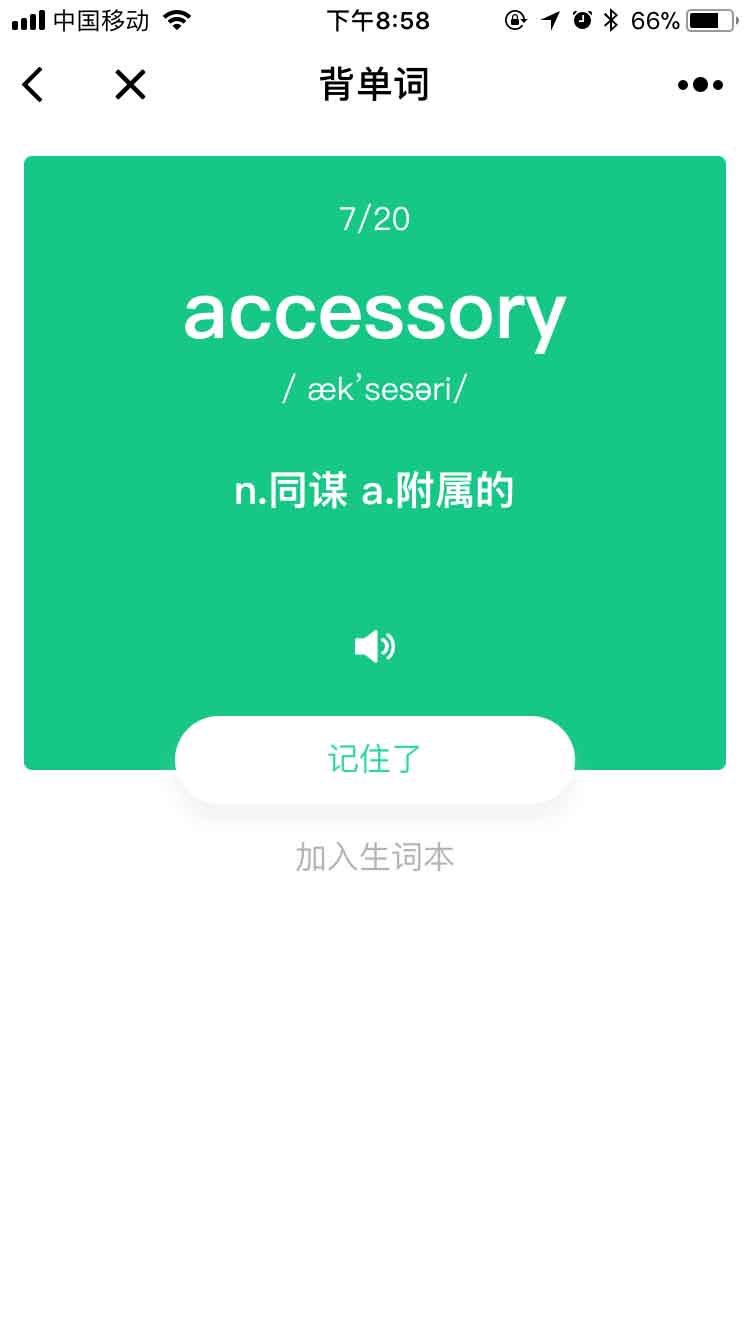 中国移动 下午8:58 66%
背单词
7/20
accessory
/ æk’sesəri/
n.同谋 a.附属的
记住了
加入生词本